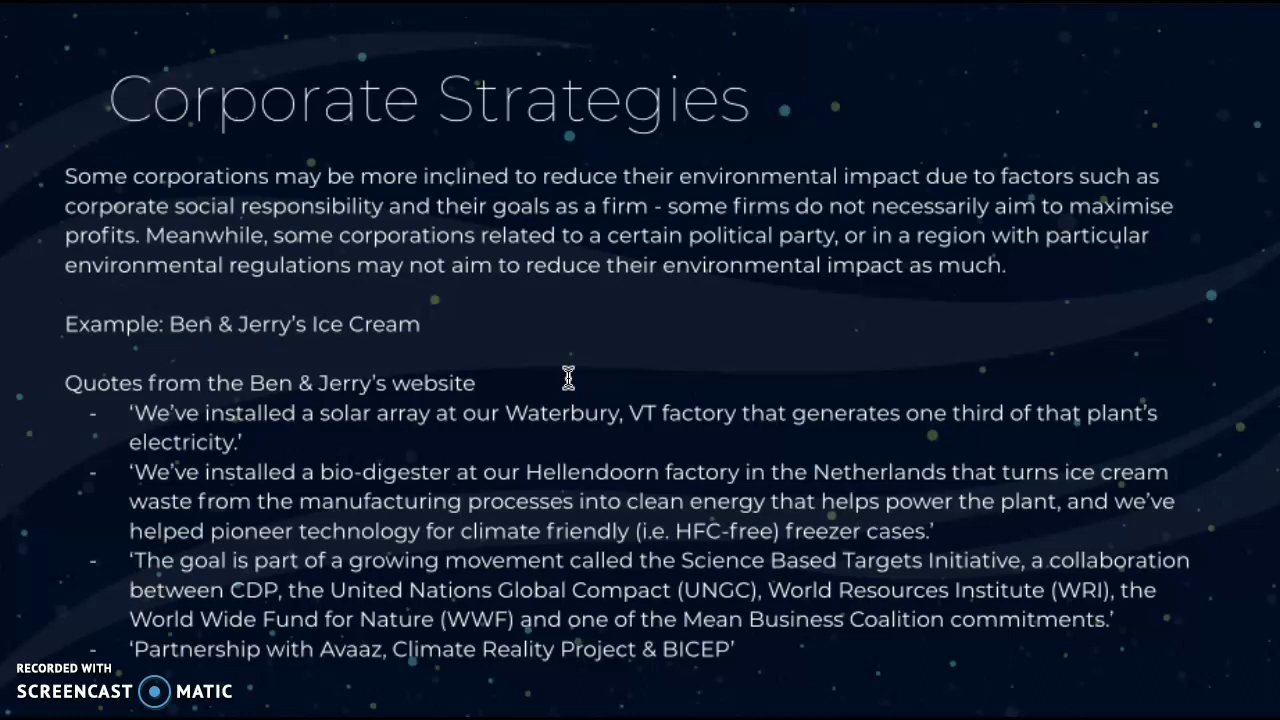 Corporate Strategies
Some corporations may be more inclined to reduce their environmental impact due to factors such as
corporate social responsibility and their goals as a firm - some firms do not necessarily aim to maximise
profits. Meanwhile, some corporations related to a certain political party, or in a region with particular
environmental regulations may not aim to reduce their environmental impact as much.
Example: Ben & Jerry's Ice Cream
Quotes from the Ben & Jerry's website
- ‘We've installed a solar array at our Waterbury, VT factory that generates one third of that plant's
electricity.’
- ‘We've installed a bio-digester at our Hellendoorn factory in the Netherlands that turns ice cream
waste from the manufacturing processes into clean energy that helps power the plant, and we've
helped pioneer technology for climate friendly (i.e. HFC-free) freezer cases.’
- ‘The goal is part of a growing movement called the Science Based Targets Initiative, a collaboration
between CDP, the United Nations Global Compact (UNGC), World Resources Institute (WRI), the
World Wide Fund for Nature (WWF) and one of the Mean Business Coalition commitments.’
- ‘Partnership with Avaaz, Climate Reality Project & BICEP’
RECORDED WITH
SCREENCAST MATIC